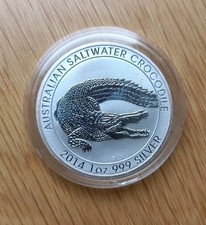 AUSTRALIAN SALTWATER CROCODILE
2014 1oz 999 SILVER